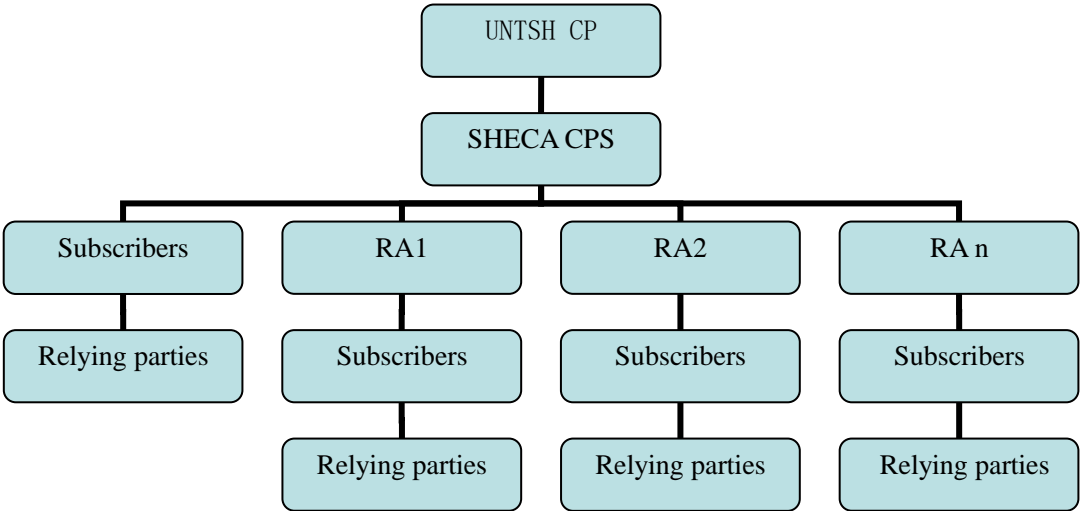 UNTSH CP
SHECA CPS
Subscribers
RA1
RA2
RA n
Relying parties
Subscribers
Subscribers
Subscribers
Relying parties
Relying parties
Relying parties